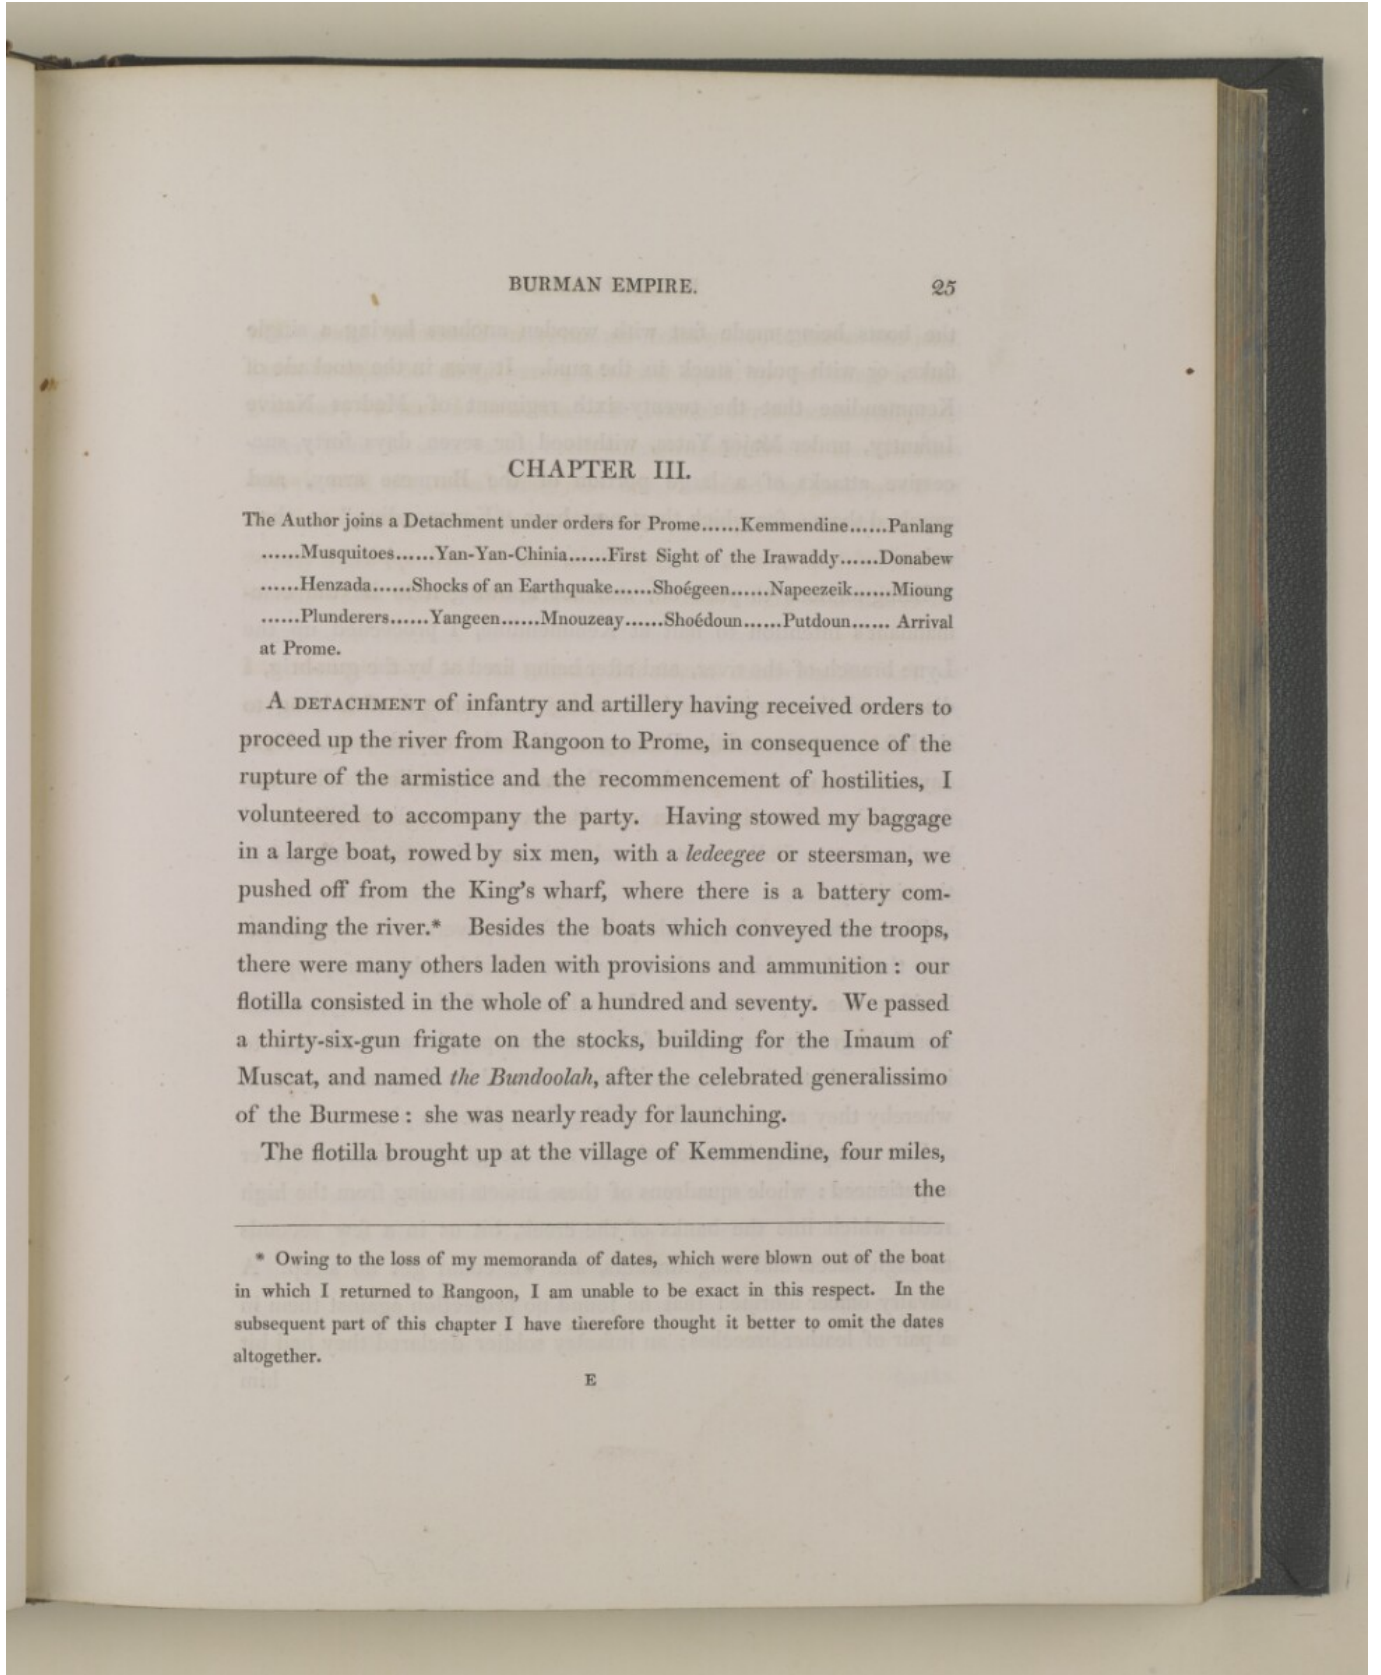 BURMAN EMPIRE. 25
CHAPTER III.
The Author joins a Detachment under orders for Prome......Kemmendine......Panlang
......Musquitoes......Yan-Yan-Chinia......First Sight of the Irawaddy......Donabew
......Henzada......Shocks of an Earthquake......Shoégeen......Napeezeik......Mioung
......Plunderers......Yangeen......Mnouzeay......Shoédoun......Putdoun...... Arrival
at Prome.
A DETACHMENT of infantry and artillery having received orders to
proceed up the river from Rangoon to Prome, in consequence of the
rupture of the armistice and the recommencement of hostilities, I
volunteered to accompany the party. Having stowed my baggage
in a large boat, rowed by six men, with a ledeegee or steersman, we
pushed off from the King's wharf, where there is a battery com-
manding the river.* Besides the boats which conveyed the troops,
there were many others laden with provisions and ammunition : our
flotilla consisted in the whole of a hundred and seventy. We passed
a thirty-six-gun frigate on the stocks, building for the Imaum of
Muscat, and named the Bundoolah, after the celebrated generalissimo
of the Burmese : she was nearly ready for launching.
The flotilla brought up at the village of Kemmendine, four miles,
the
* Owing to the loss of my memoranda of dates, which were blown out of the boat
in which I returned to Rangoon, I am unable to be exact in this respect. In the
subsequent part of this chapter I have therefore thought it better to omit the dates
altogether.
E